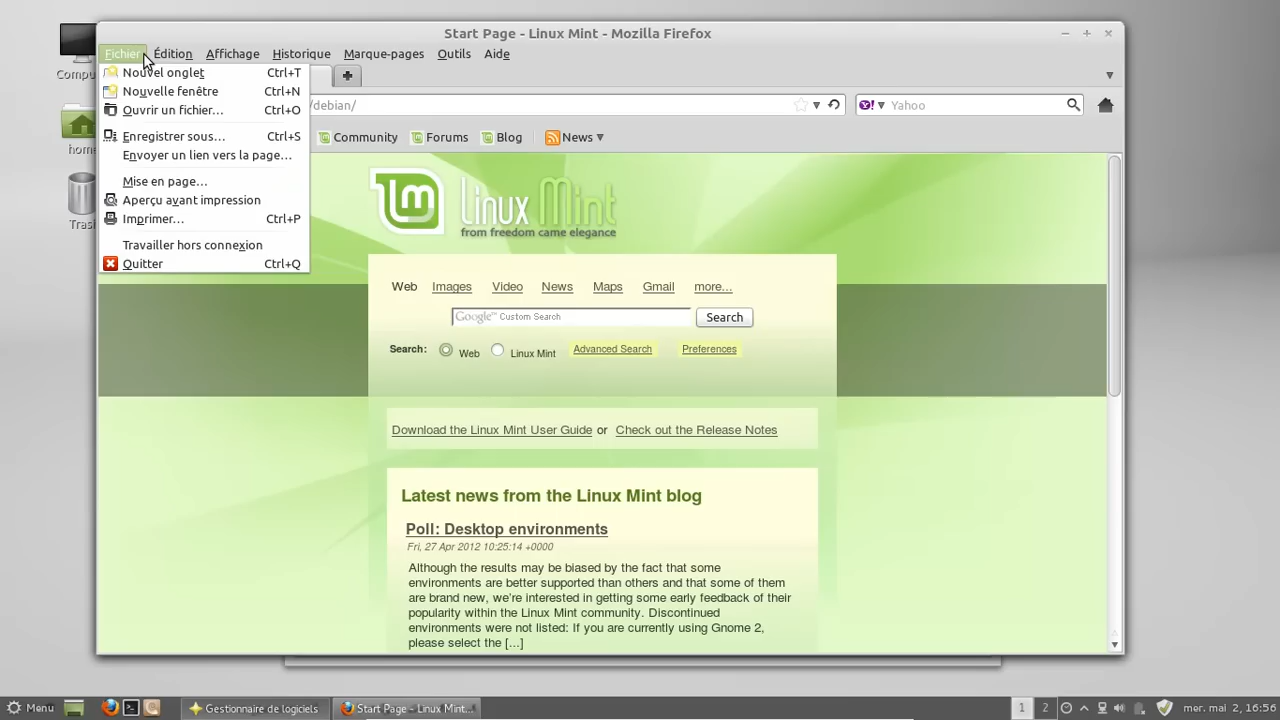 Start Page - Linux Mint - Mozilla Firefox
Fichier Édition Affichage Historique Marque-pages Outils Aide
Nouvel onglet Ctrl+T
Nouvelle fenêtre Ctrl+N
Ouvrir un fichier... Ctrl+O
Enregistrer sous... Ctrl+S
Envoyer un lien vers la page...
Mise en page...
Aperçu avant impression
Imprimer... Ctrl+P
Travailler hors connexion
Quitter Ctrl+Q
/debian/
Yahoo
Community Forums Blog News
home
Linux Mint
from freedom came elegance
Web Images Video News Maps Gmail more...
Google™ Custom Search Search
Search: Web Linux Mint Advanced Search Preferences
Download the Linux Mint User Guide or Check out the Release Notes
Latest news from the Linux Mint blog
Poll: Desktop environments
Fri, 27 Apr 2012 10:25:14 +0000
Although the results may be biased by the fact that some
environments are better supported than others and that some of them
are brand new, we're interested in getting some early feedback of their
popularity within the Linux Mint community. Discontinued
environments were not listed: If you are currently using Gnome 2,
please select the [...]
Menu Gestionnaire de logiciels Start Page - Linux Mint... 1 2 mer. mai 2, 16:56